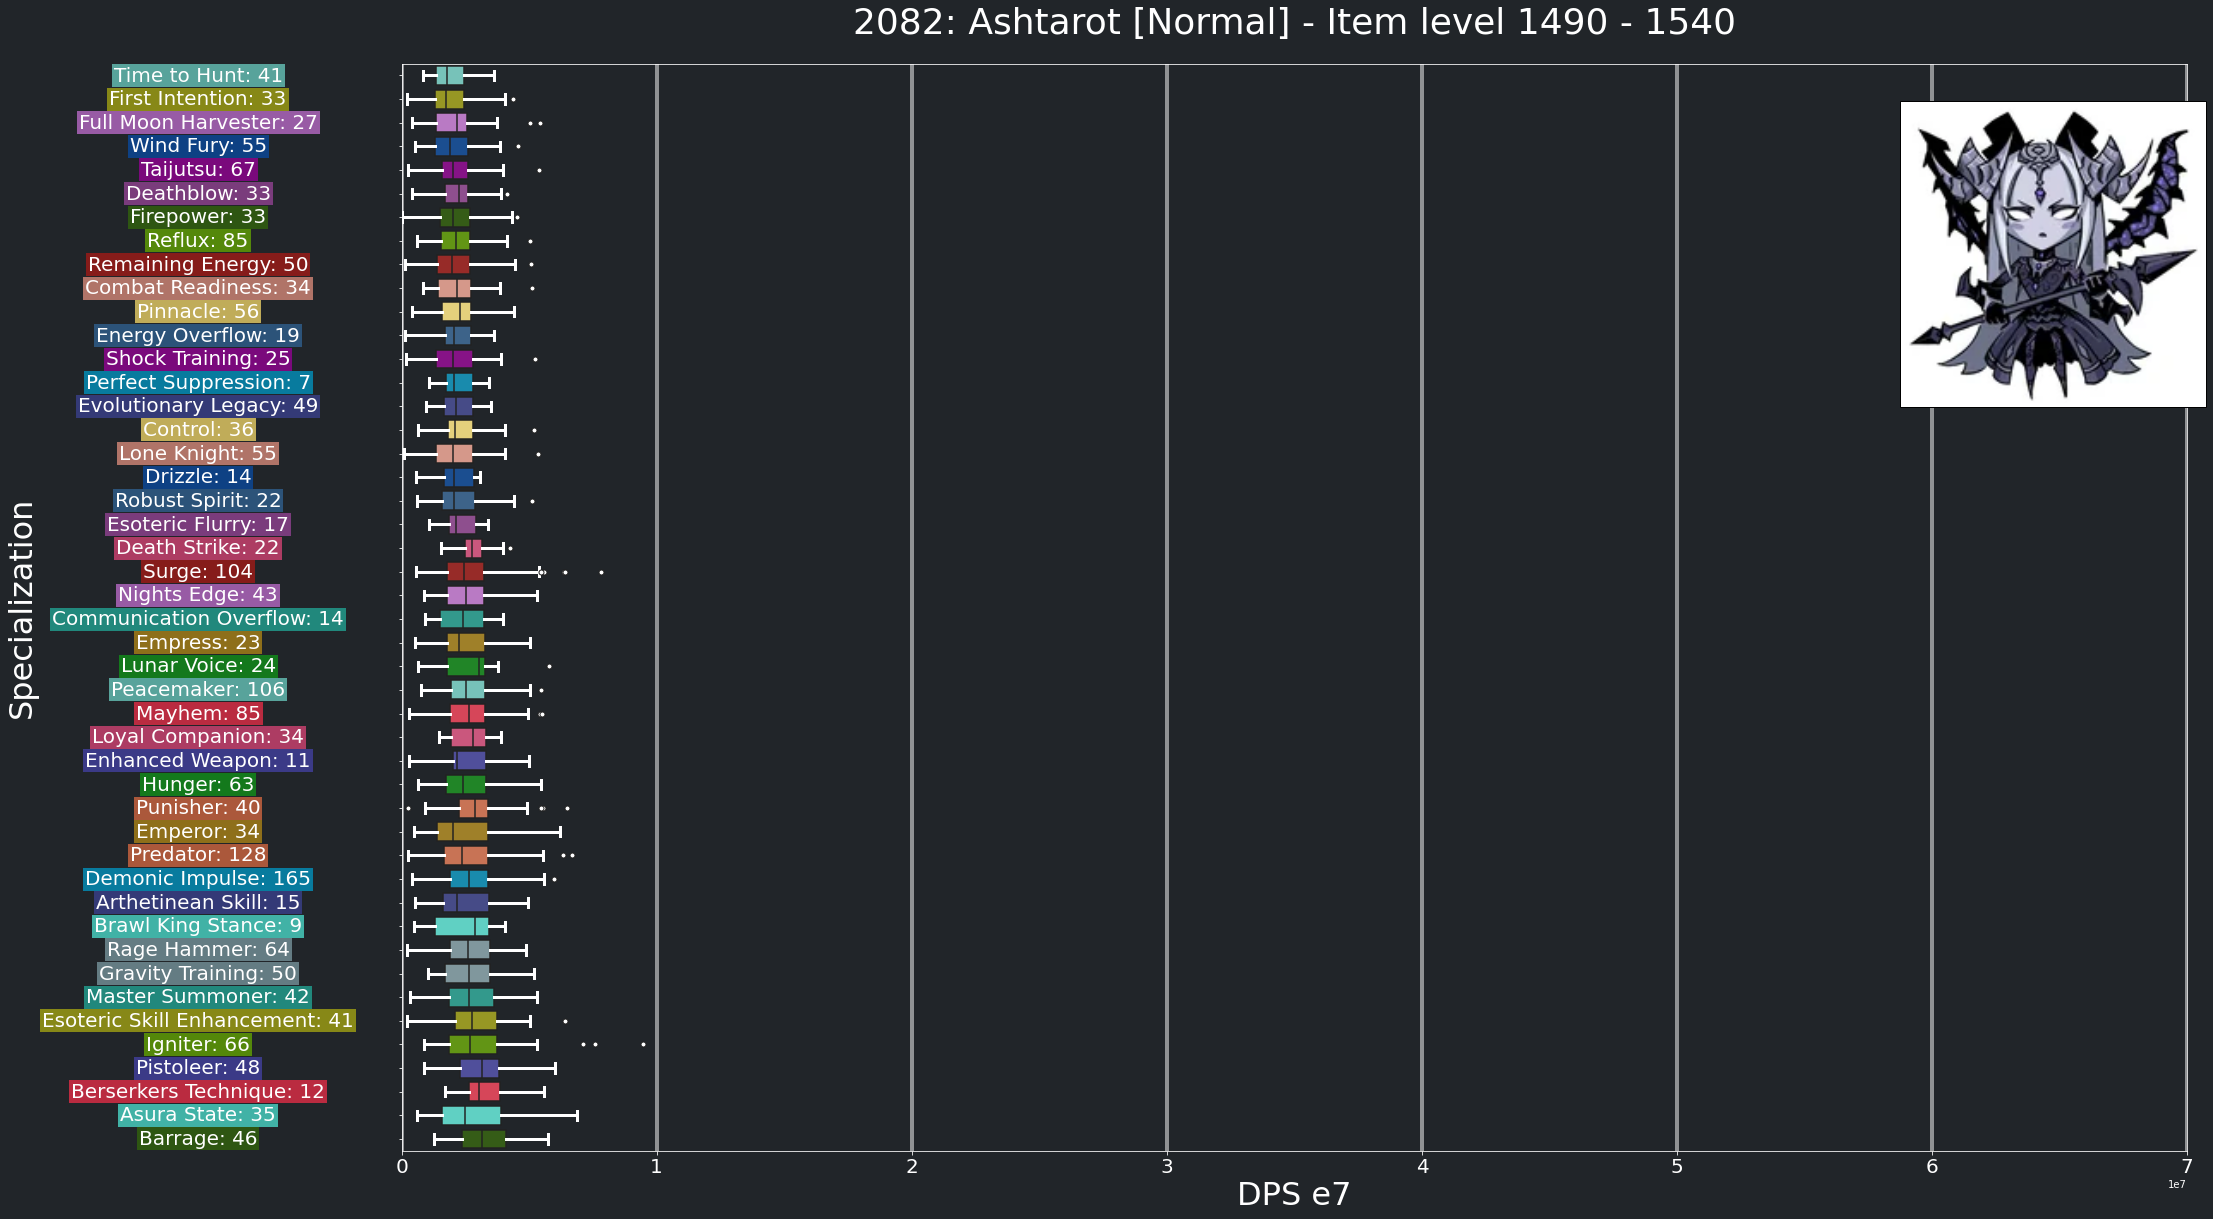 2082: Ashtarot [Normal] - Item level 1490 - 1540
Specialization
Time to Hunt: 41
First Intention: 33
Full Moon Harvester: 27
Wind Fury: 55
Taijutsu: 67
Deathblow: 33
Firepower: 33
Reflux: 85
Remaining Energy: 50
Combat Readiness: 34
Pinnacle: 56
Energy Overflow: 19
Shock Training: 25
Perfect Suppression: 7
Evolutionary Legacy: 49
Control: 36
Lone Knight: 55
Drizzle: 14
Robust Spirit: 22
Esoteric Flurry: 17
Death Strike: 22
Surge: 104
Nights Edge: 43
Communication Overflow: 14
Empress: 23
Lunar Voice: 24
Peacemaker: 106
Mayhem: 85
Loyal Companion: 34
Enhanced Weapon: 11
Hunger: 63
Punisher: 40
Emperor: 34
Predator: 128
Demonic Impulse: 165
Arthetinean Skill: 15
Brawl King Stance: 9
Rage Hammer: 64
Gravity Training: 50
Master Summoner: 42
Esoteric Skill Enhancement: 41
Igniter: 66
Pistoleer: 48
Berserkers Technique: 12
Asura State: 35
Barrage: 46
0 1 2 3 4 5 6 7
1e7
DPS e7